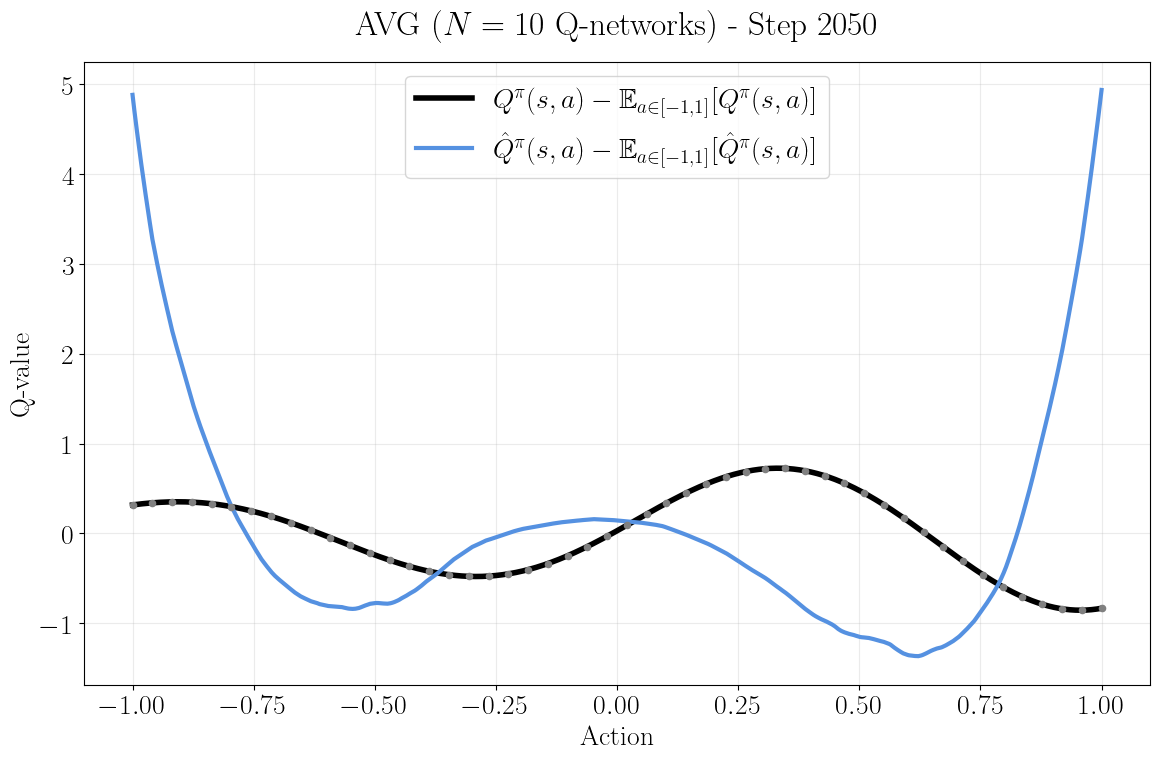 AVG (N = 10 Q-networks) - Step 2050
Q^π(s, a) − 𝔼_{a∈[−1,1]}[Q^π(s, a)]
Q̂^π(s, a) − 𝔼_{a∈[−1,1]}[Q̂^π(s, a)]
Q-value
5
4
3
2
1
0
−1
−1.00 −0.75 −0.50 −0.25 0.00 0.25 0.50 0.75 1.00
Action